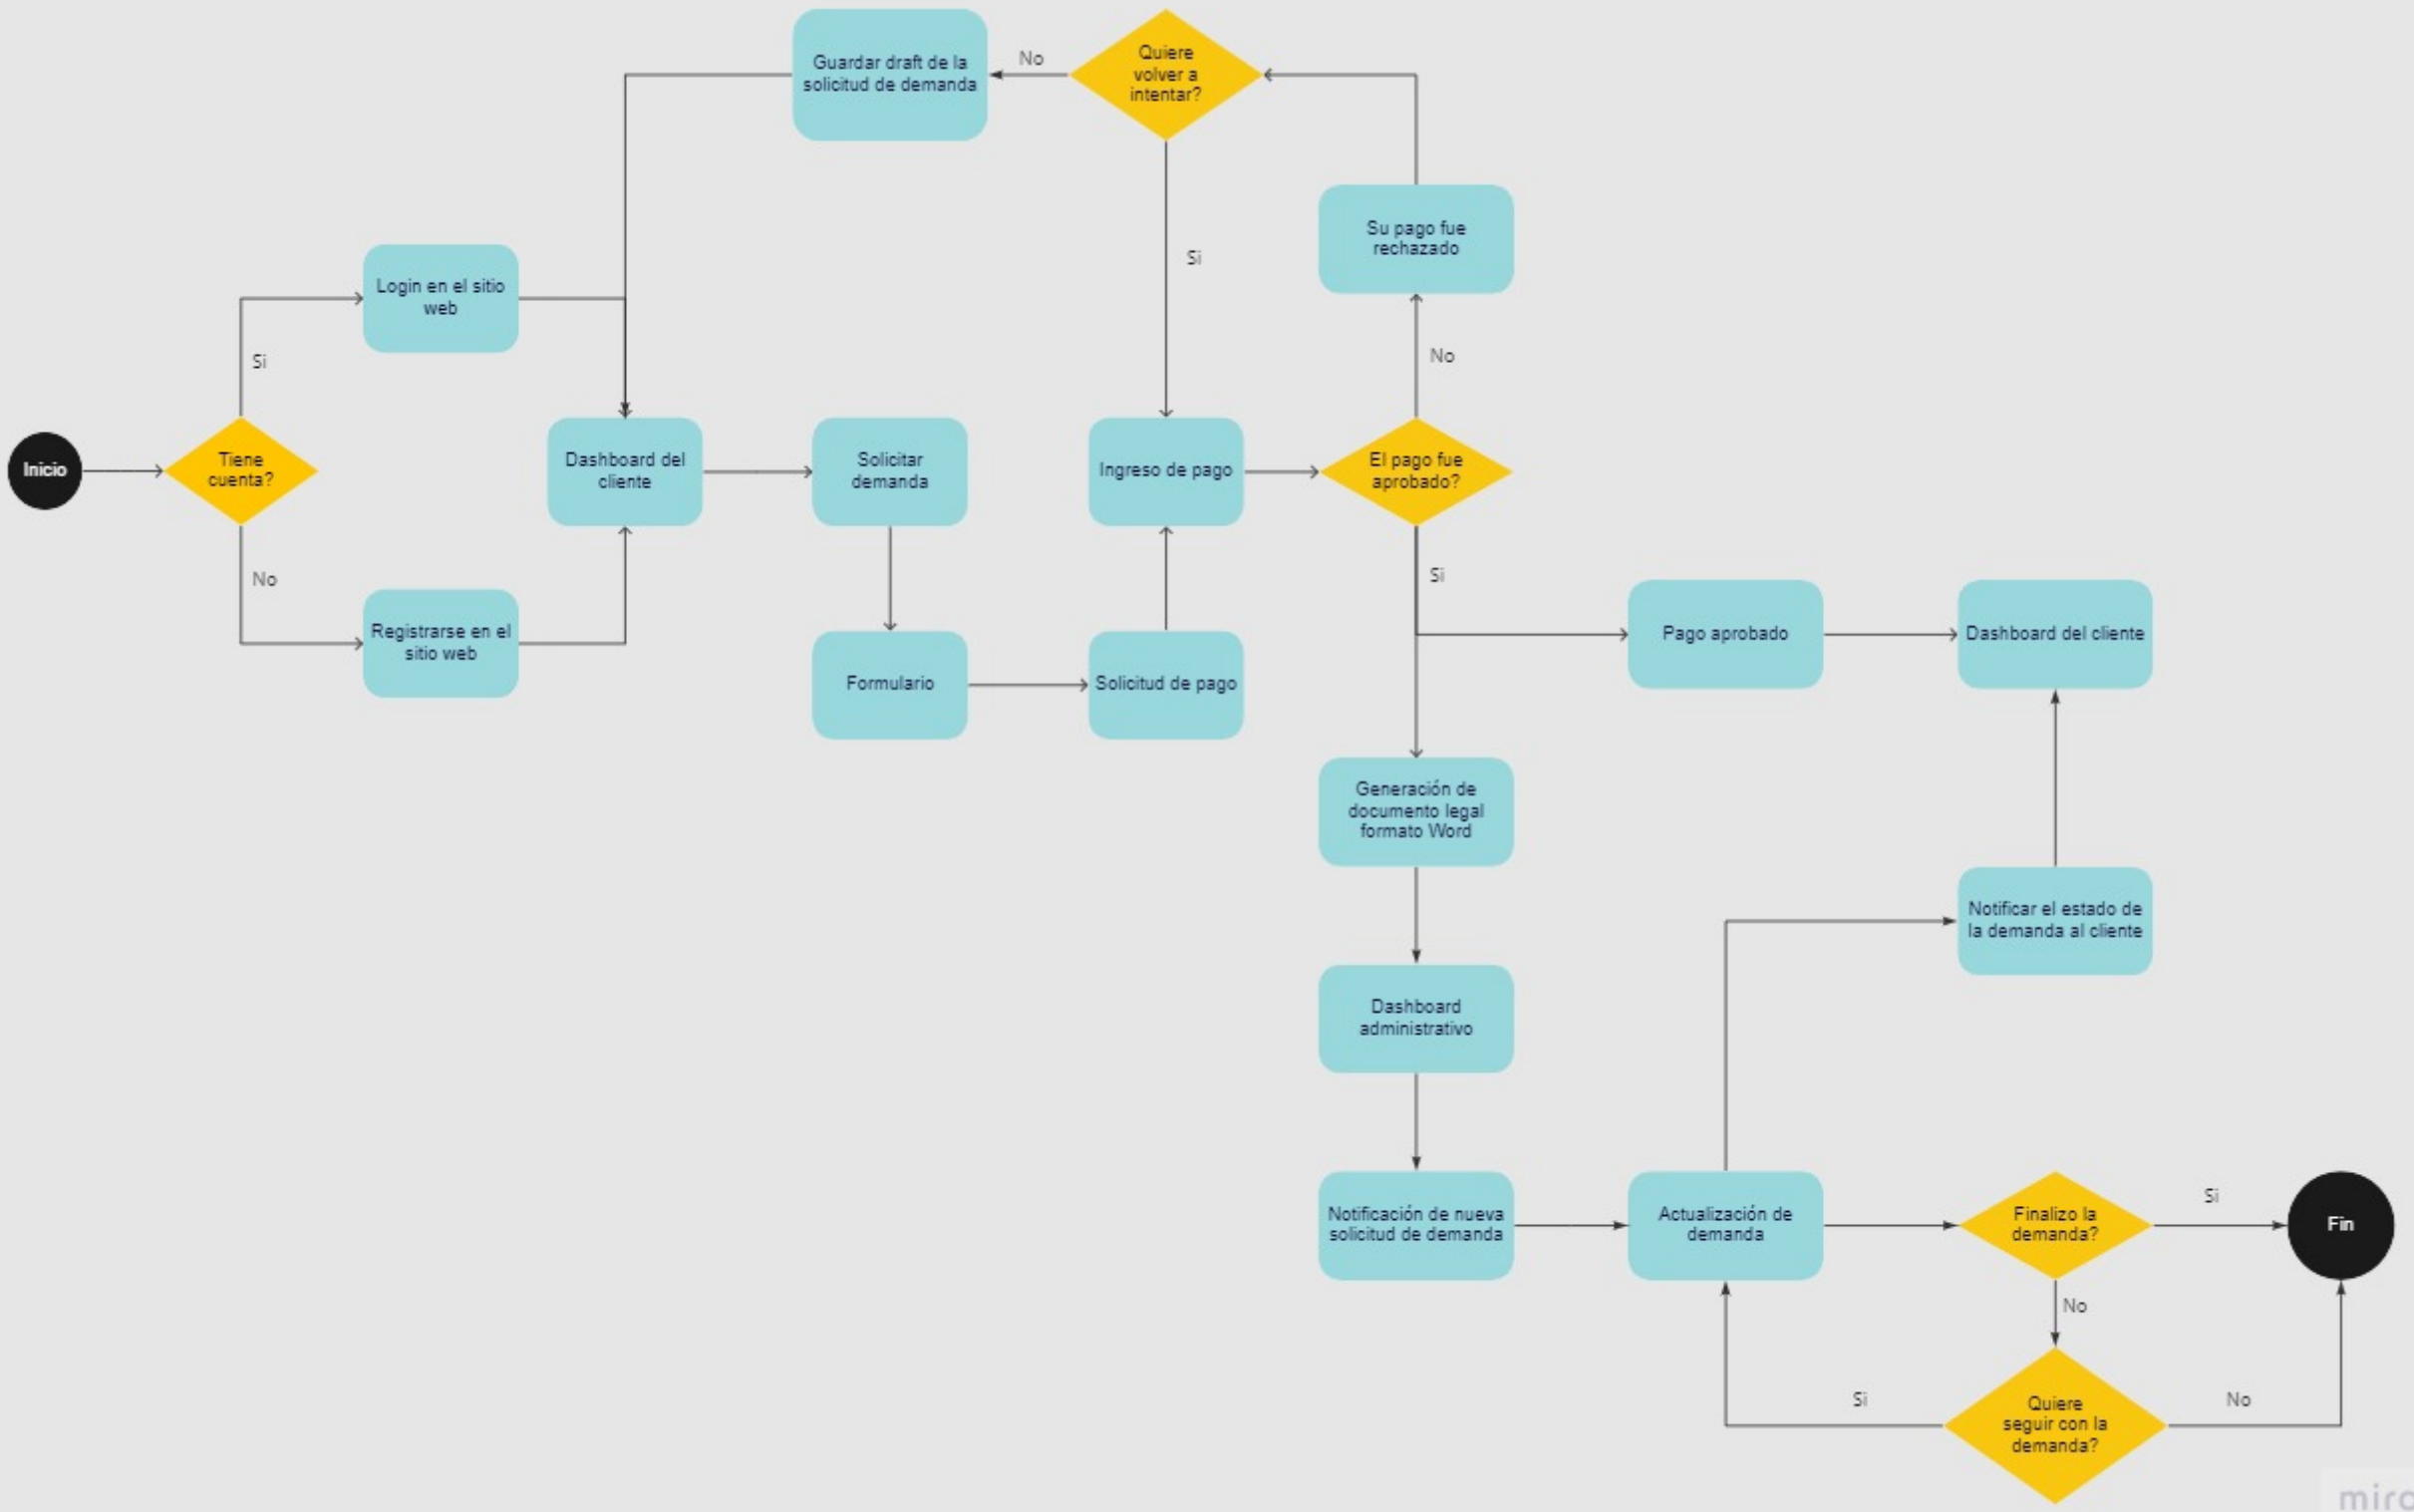 Guardar draft de la
solicitud de demanda
No
Quiere
volver a
intentar?
Su pago fue
rechazado
Si
Login en el sitio
web
Si
No
Inicio
Tiene
cuenta?
Dashboard del
cliente
Solicitar
demanda
Ingreso de pago
El pago fue
aprobado?
No
Si
Registrarse en el
sitio web
Formulario
Solicitud de pago
Pago aprobado
Dashboard del cliente
Generación de
documento legal
formato Word
Notificar el estado de
la demanda al cliente
Dashboard
administrativo
Notificación de nueva
solicitud de demanda
Actualización de
demanda
Finalizo la
demanda?
Si
Fin
No
Si
Quiere
seguir con la
demanda?
No
miro